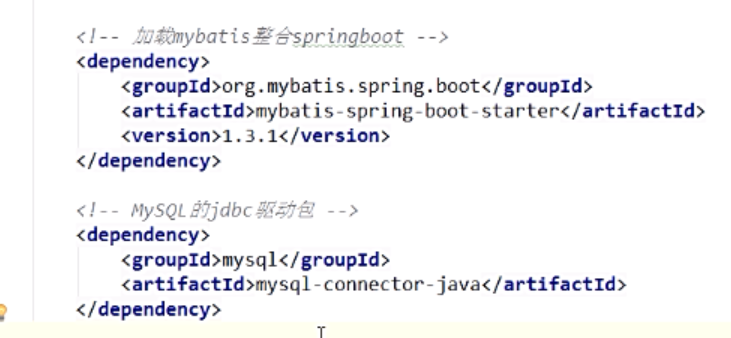 <!-- 加载mybatis整合springboot -->
<dependency>
<groupId>org.mybatis.spring.boot</groupId>
<artifactId>mybatis-spring-boot-starter</artifactId>
<version>1.3.1</version>
</dependency>
<!-- MySQL的jdbc驱动包 -->
<dependency>
<groupId>mysql</groupId>
<artifactId>mysql-connector-java</artifactId>
</dependency>